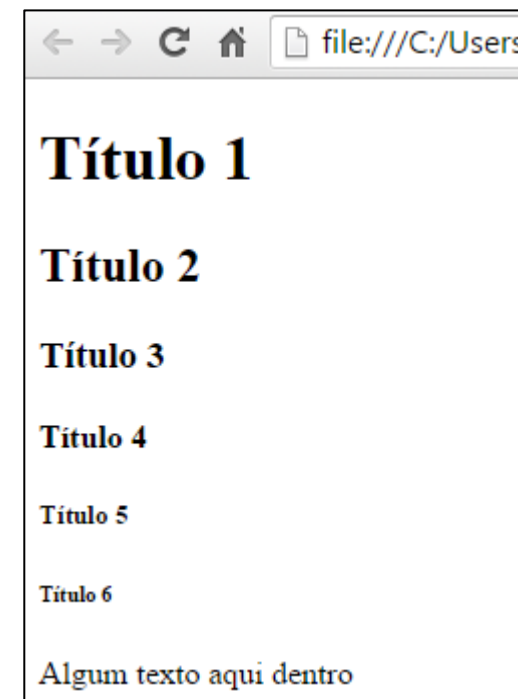 file:///C:/Users
Título 1
Título 2
Título 3
Título 4
Título 5
Título 6
Algum texto aqui dentro